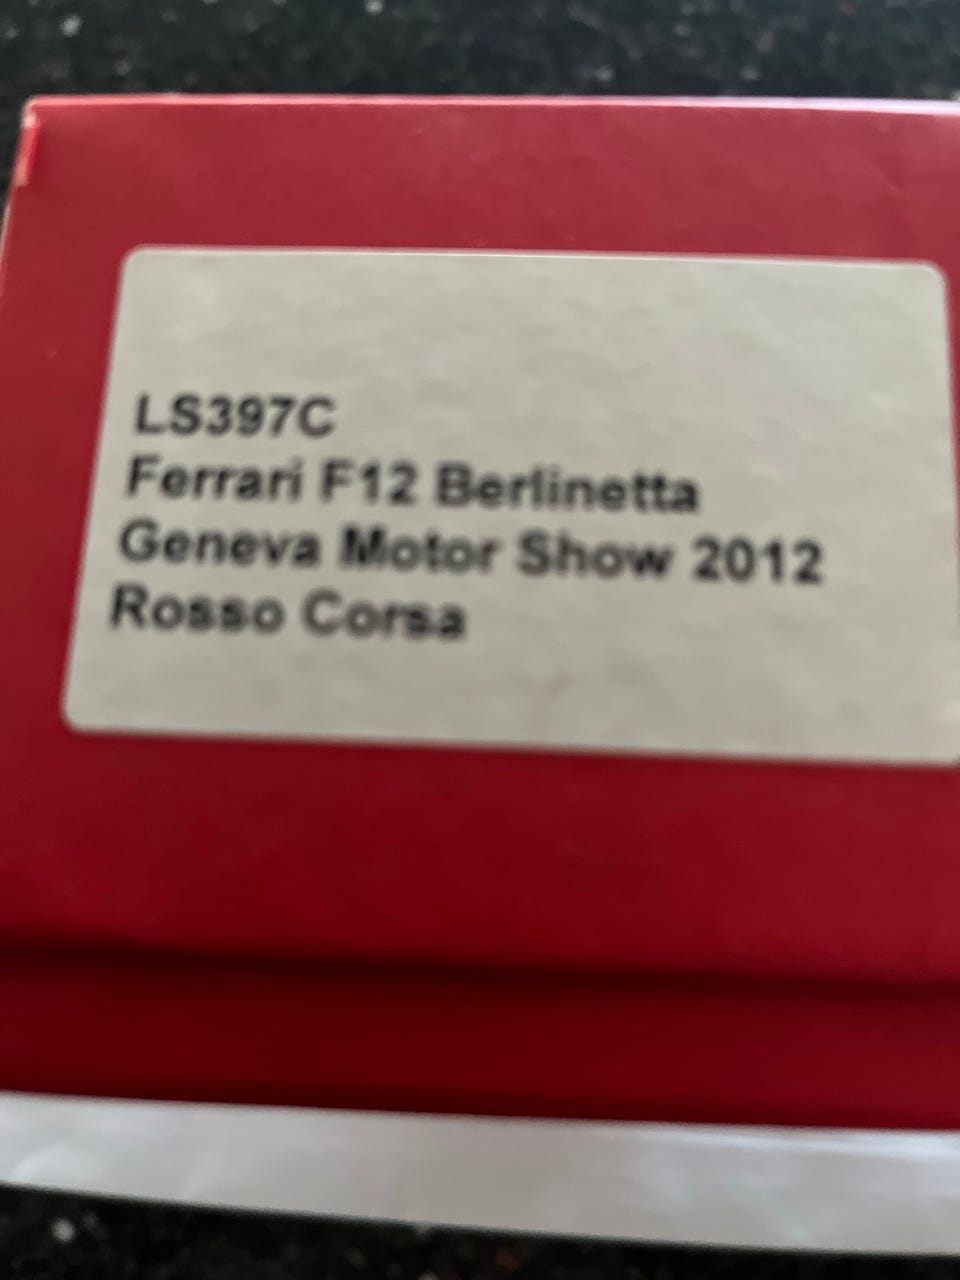 LS397C
Ferrari F12 Berlinetta
Geneva Motor Show 2012
Rosso Corsa